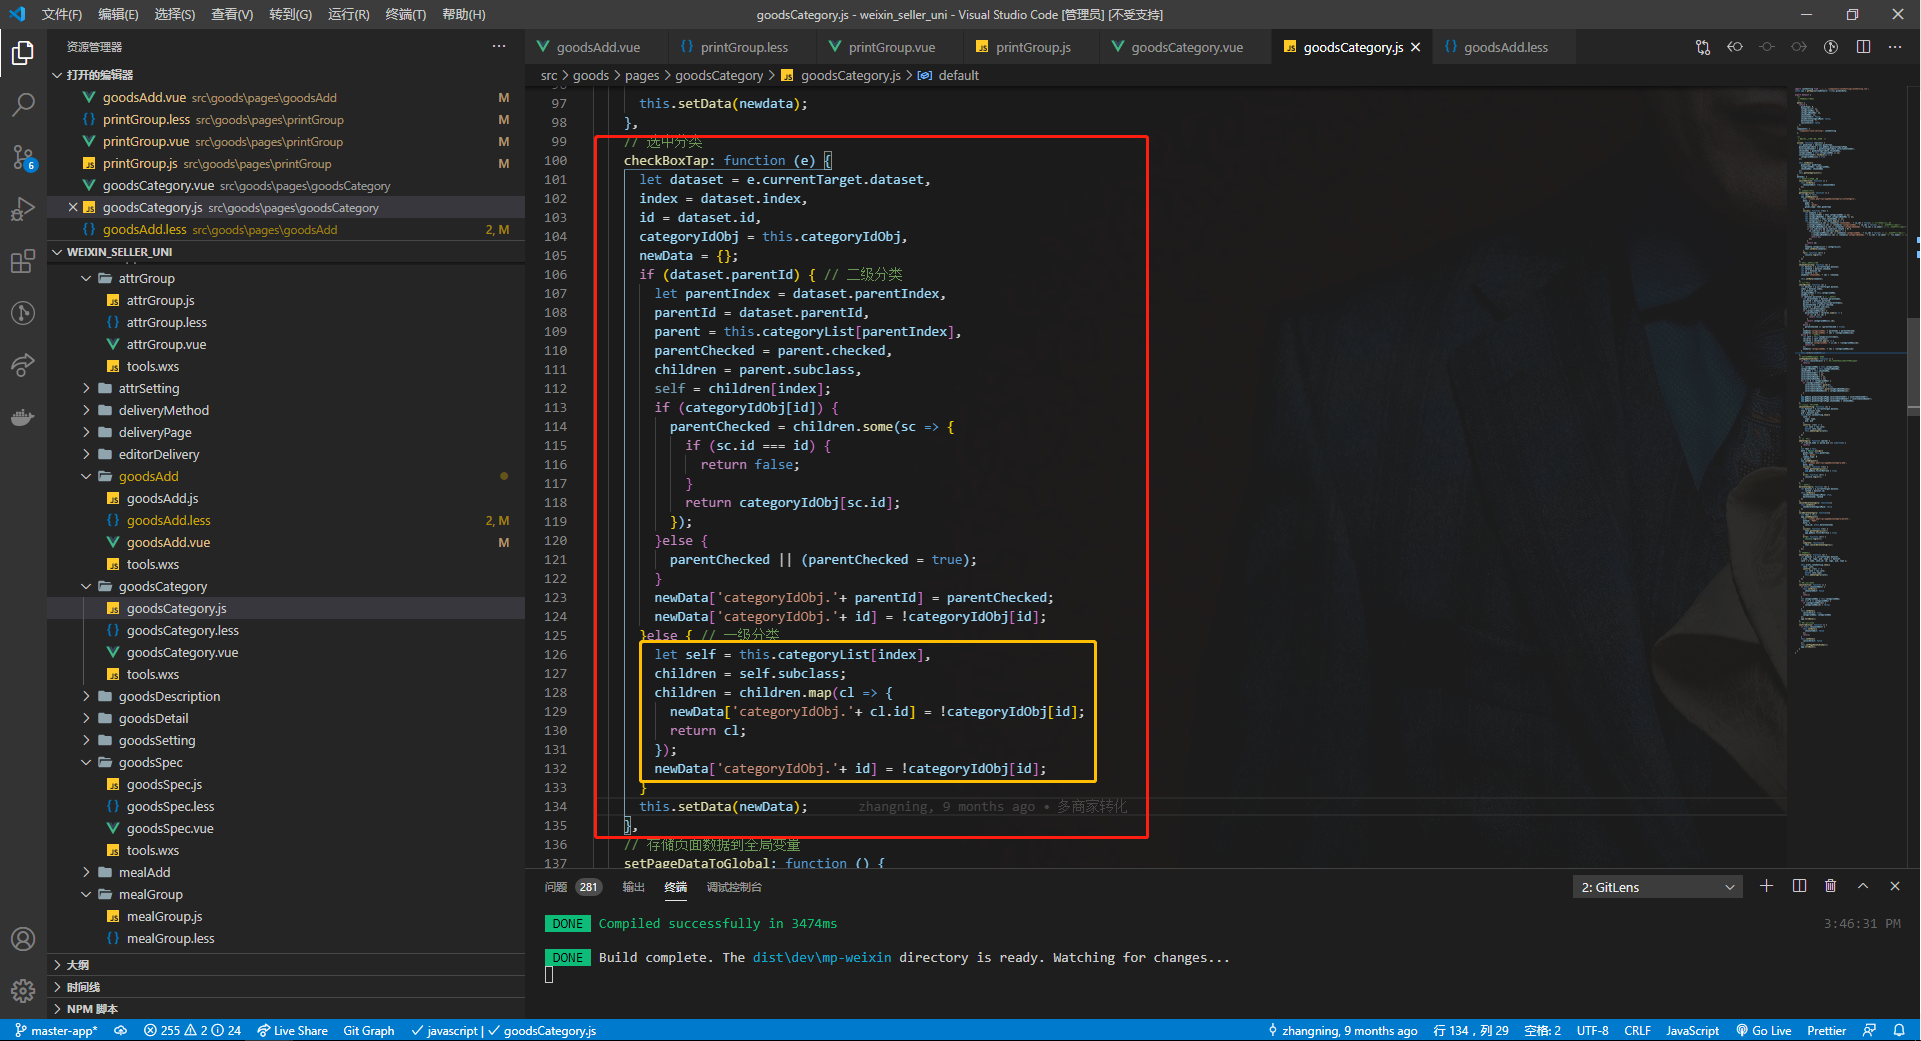 文件(F) 编辑(E) 选择(S) 查看(V) 转到(G) 运行(R) 终端(T) 帮助(H)
goodsCategory.js - weixin_seller_uni - Visual Studio Code [管理员] [不受支持]
资源管理器
打开的编辑器
goodsAdd.vue src\goods\pages\goodsAdd M
printGroup.less src\goods\pages\printGroup M
printGroup.vue src\goods\pages\printGroup M
printGroup.js src\goods\pages\printGroup M
goodsCategory.vue src\goods\pages\goodsCategory
goodsCategory.js src\goods\pages\goodsCategory
goodsAdd.less src\goods\pages\goodsAdd 2, M
6
WEIXIN_SELLER_UNI
attrGroup
attrGroup.js
attrGroup.less
attrGroup.vue
tools.wxs
attrSetting
deliveryMethod
deliveryPage
editorDelivery
goodsAdd
goodsAdd.js
goodsAdd.less 2, M
goodsAdd.vue M
tools.wxs
goodsCategory
goodsCategory.js
goodsCategory.less
goodsCategory.vue
tools.wxs
goodsDescription
goodsDetail
goodsSetting
goodsSpec
goodsSpec.js
goodsSpec.less
goodsSpec.vue
tools.wxs
mealAdd
mealGroup
mealGroup.js
mealGroup.less
大纲
时间线
NPM 脚本
goodsAdd.vue printGroup.less printGroup.vue printGroup.js goodsCategory.vue goodsCategory.js goodsAdd.less
src > goods > pages > goodsCategory > goodsCategory.js > default
97 this.setData(newdata);
98 },
99 // 选中分类
100 checkBoxTap: function (e) {
101 let dataset = e.currentTarget.dataset,
102 index = dataset.index,
103 id = dataset.id,
104 categoryIdObj = this.categoryIdObj,
105 newData = {};
106 if (dataset.parentId) { // 二级分类
107 let parentIndex = dataset.parentIndex,
108 parentId = dataset.parentId,
109 parent = this.categoryList[parentIndex],
110 parentChecked = parent.checked,
111 children = parent.subclass,
112 self = children[index];
113 if (categoryIdObj[id]) {
114 parentChecked = children.some(sc => {
115 if (sc.id === id) {
116 return false;
117 }
118 return categoryIdObj[sc.id];
119 });
120 }else {
121 parentChecked || (parentChecked = true);
122 }
123 newData['categoryIdObj.'+ parentId] = parentChecked;
124 newData['categoryIdObj.'+ id] = !categoryIdObj[id];
125 }else { // 一级分类
126 let self = this.categoryList[index],
127 children = self.subclass;
128 children = children.map(cl => {
129 newData['categoryIdObj.'+ cl.id] = !categoryIdObj[id];
130 return cl;
131 });
132 newData['categoryIdObj.'+ id] = !categoryIdObj[id];
133 }
134 this.setData(newData); zhangning, 9 months ago • 多商家转化
135 },
136 // 存储页面数据到全局变量
137 setPageDataToGlobal: function () {
问题 281 输出 终端 调试控制台 2: GitLens
DONE Compiled successfully in 3474ms 3:46:31 PM
DONE Build complete. The dist\dev\mp-weixin directory is ready. Watching for changes...
master-app* 255 2 24 Live Share Git Graph javascript | goodsCategory.js zhangning, 9 months ago 行 134，列 29 空格: 2 UTF-8 CRLF JavaScript Go Live Prettier